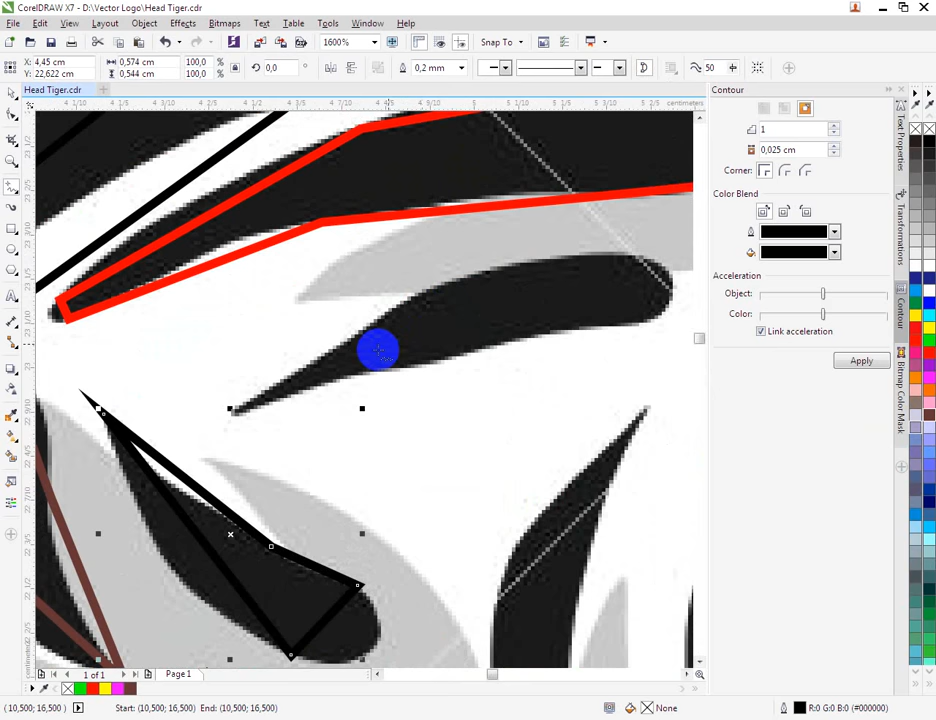 CorelDRAW X7 - D:\Vector Logo\Head Tiger.cdr
File Edit View Layout Object Effects Bitmaps Text Table Tools Window Help
1600% Snap To
X: 4,45 cm 0,574 cm 100,0 %
Y: 22,622 cm 0,544 cm 100,0 %
0,0 ° 0,2 mm 50
Head Tiger.cdr
centimeters
Contour
1
0,025 cm
Corner:
Color Blend
Acceleration
Object:
Color:
Link acceleration
Apply
Text Properties
Transformations
Contour
Bitmap Color Mask
1 of 1 Page 1
(10,500; 16,500) Start: (10,500; 16,500) End: (10,500; 16,500) None R:0 G:0 B:0 (#000000)